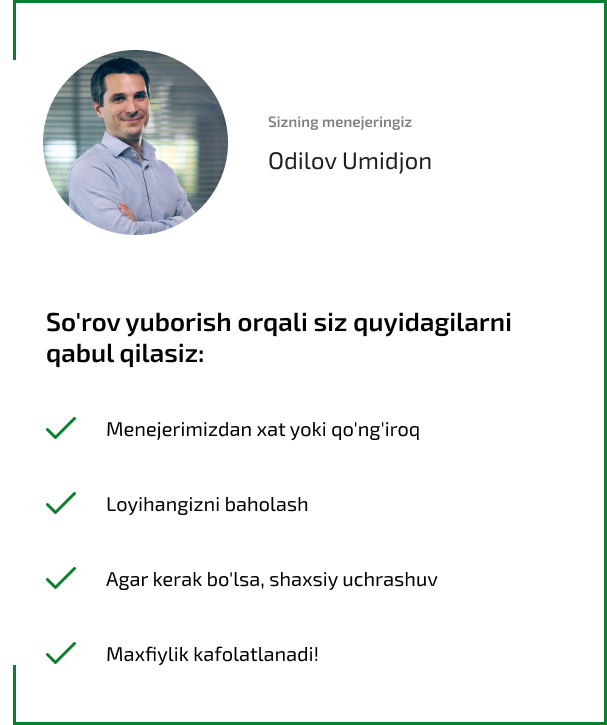 Sizning menejeringiz
Odilov Umidjon
So'rov yuborish orqali siz quyidagilarni
qabul qilasiz:
Menejerimizdan xat yoki qo'ng'iroq
Loyihangizni baholash
Agar kerak bo'lsa, shaxsiy uchrashuv
Maxfiylik kafolatlanadi!